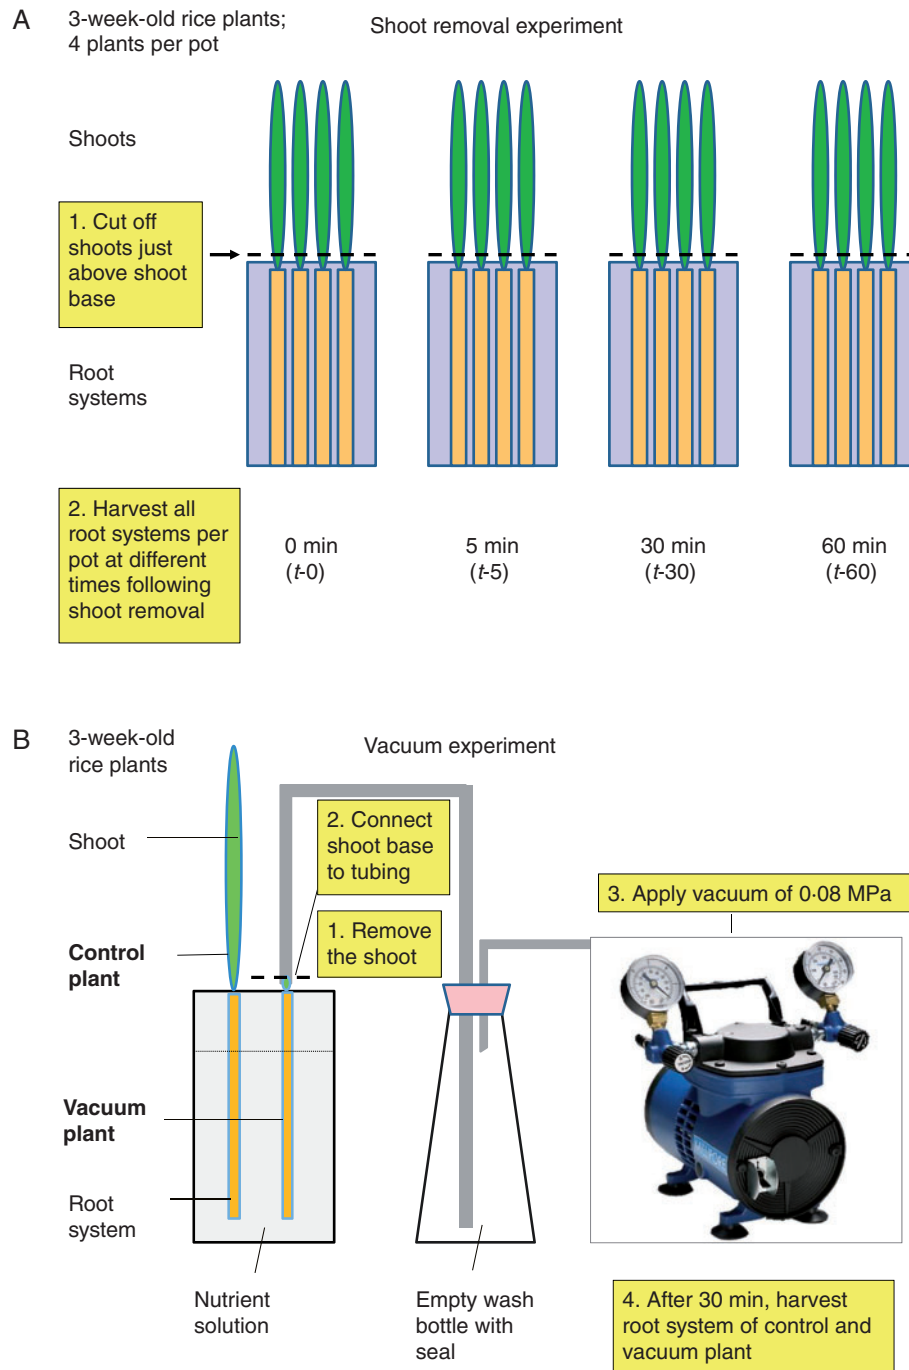 A
3-week-old rice plants;
4 plants per pot
Shoot removal experiment
Shoots
1. Cut off
shoots just
above shoot
base
Root
systems
2. Harvest all
root systems per
pot at different
times following
shoot removal
0 min
(t-0)
5 min
(t-5)
30 min
(t-30)
60 min
(t-60)
B
3-week-old
rice plants
Vacuum experiment
Shoot
2. Connect
shoot base
to tubing
1. Remove
the shoot
3. Apply vacuum of 0·08 MPa
Control
plant
Vacuum
plant
Root
system
Nutrient
solution
Empty wash
bottle with
seal
4. After 30 min, harvest
root system of control and
vacuum plant